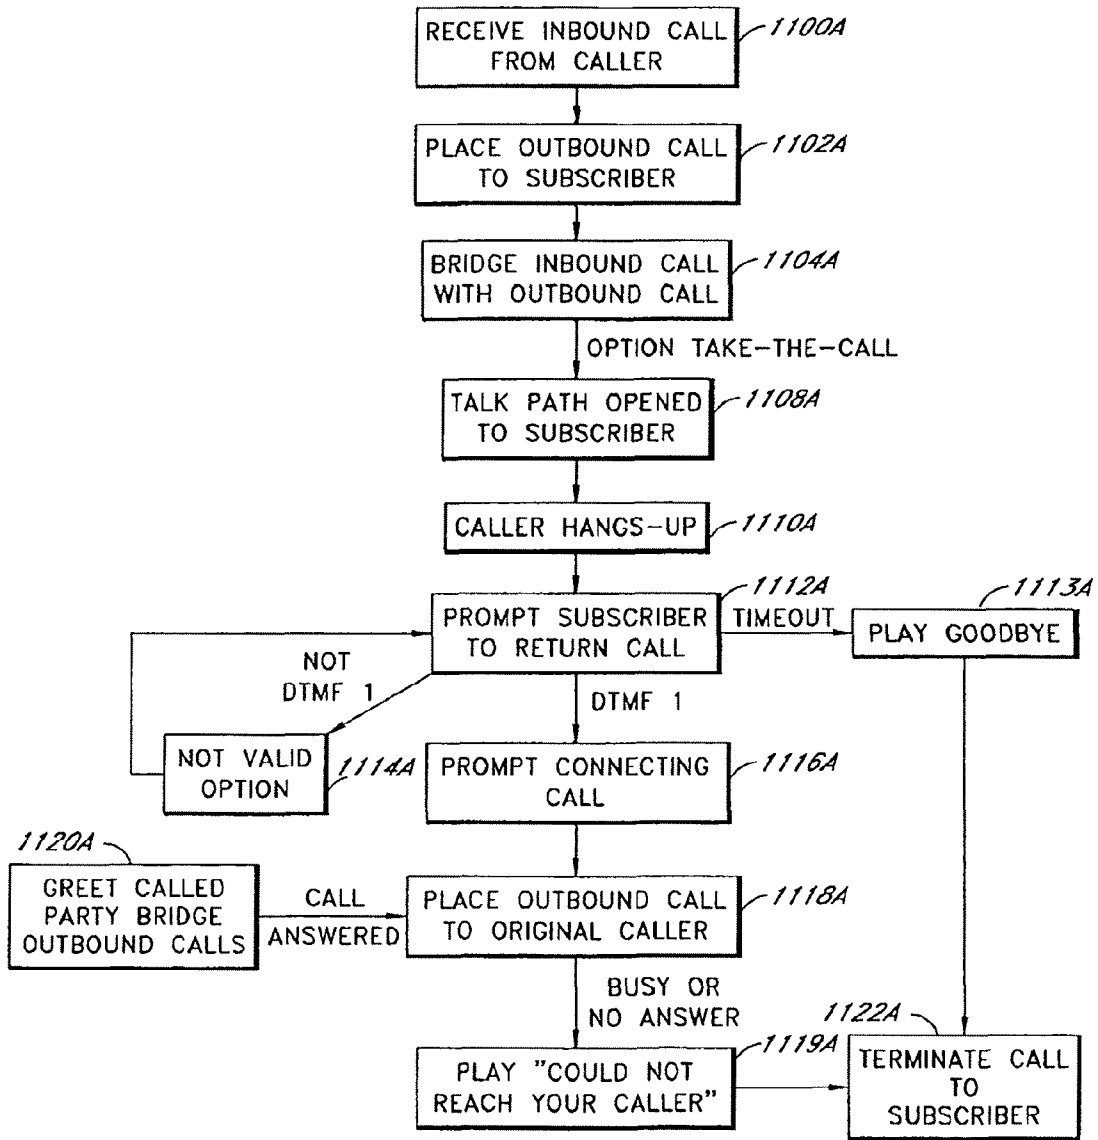 RECEIVE INBOUND CALL
FROM CALLER
1100A
PLACE OUTBOUND CALL
TO SUBSCRIBER
1102A
BRIDGE INBOUND CALL
WITH OUTBOUND CALL
1104A
OPTION TAKE-THE-CALL
TALK PATH OPENED
TO SUBSCRIBER
1108A
CALLER HANGS-UP
1110A
PROMPT SUBSCRIBER
TO RETURN CALL
1112A
TIMEOUT
1113A
PLAY GOODBYE
NOT
DTMF 1
DTMF 1
NOT VALID
OPTION
1114A
PROMPT CONNECTING
CALL
1116A
1120A
GREET CALLED
PARTY BRIDGE
OUTBOUND CALLS
CALL
ANSWERED
PLACE OUTBOUND CALL
TO ORIGINAL CALLER
1118A
BUSY OR
NO ANSWER
PLAY "COULD NOT
REACH YOUR CALLER"
1119A
1122A
TERMINATE CALL
TO
SUBSCRIBER